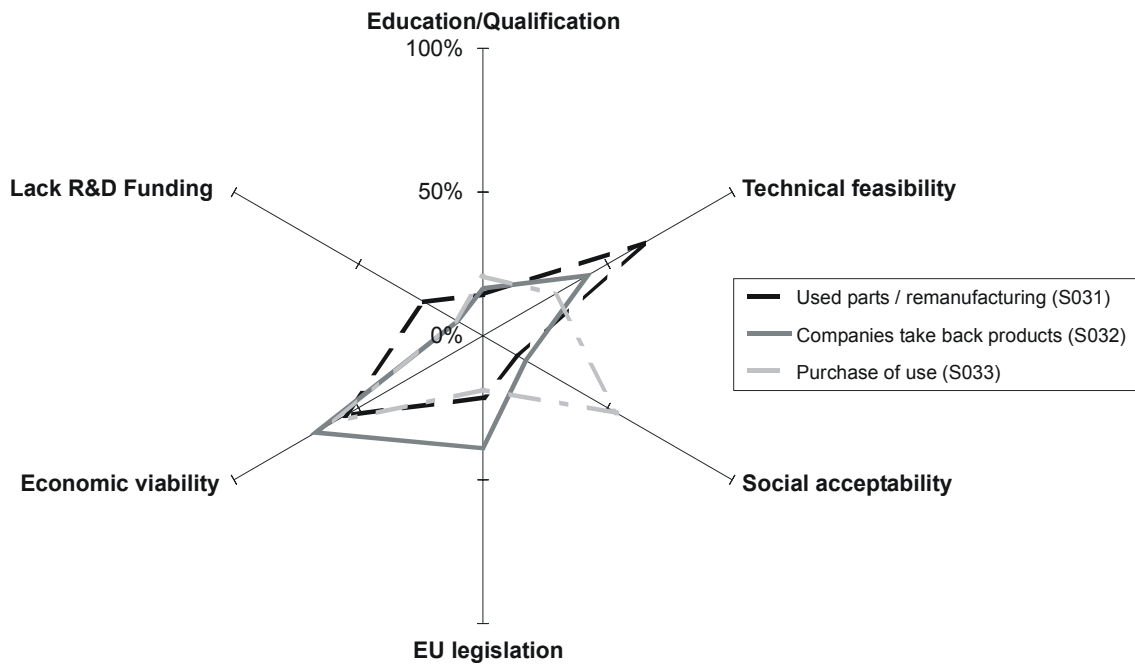 Education/Qualification
100%
Lack R&D Funding
50%
Technical feasibility
Used parts / remanufacturing (S031)
0%
Companies take back products (S032)
Purchase of use (S033)
Economic viability
Social acceptability
EU legislation